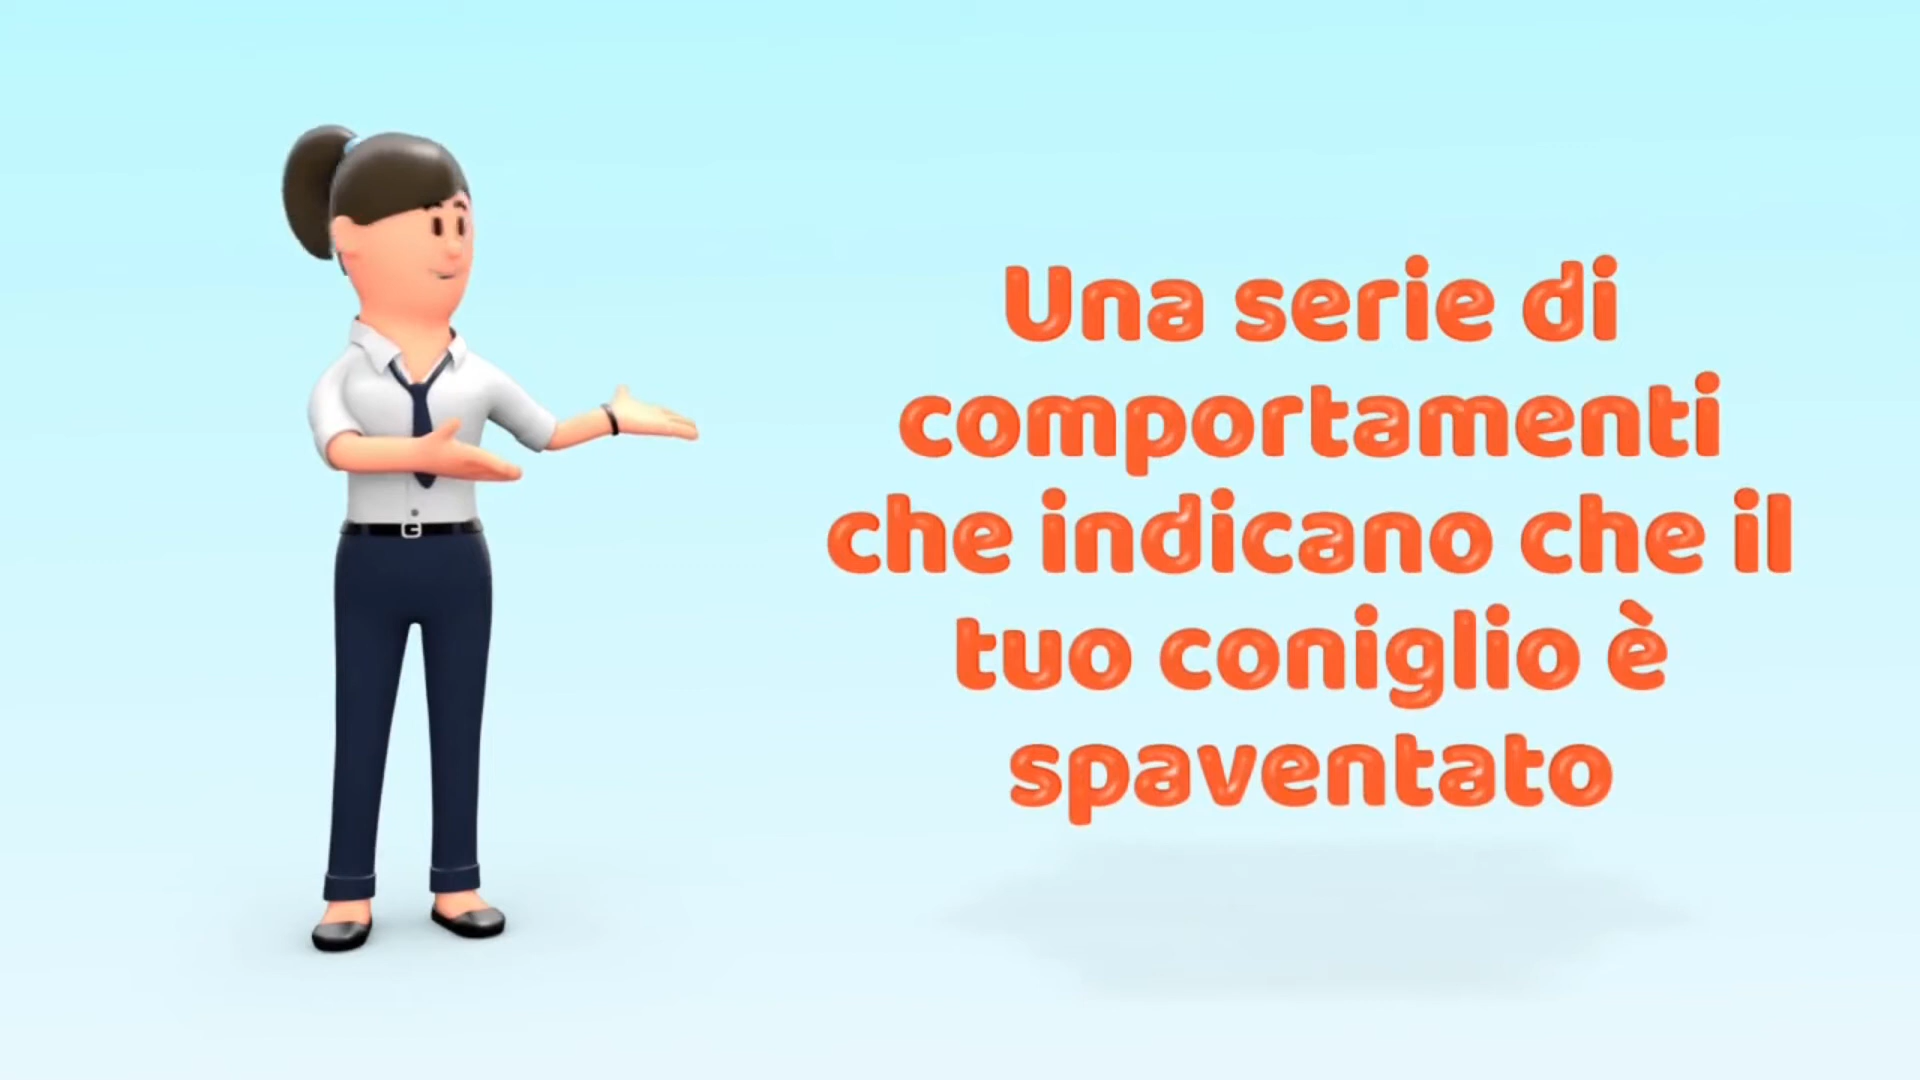 Una serie di
comportamenti
che indicano che il
tuo coniglio è
spaventato